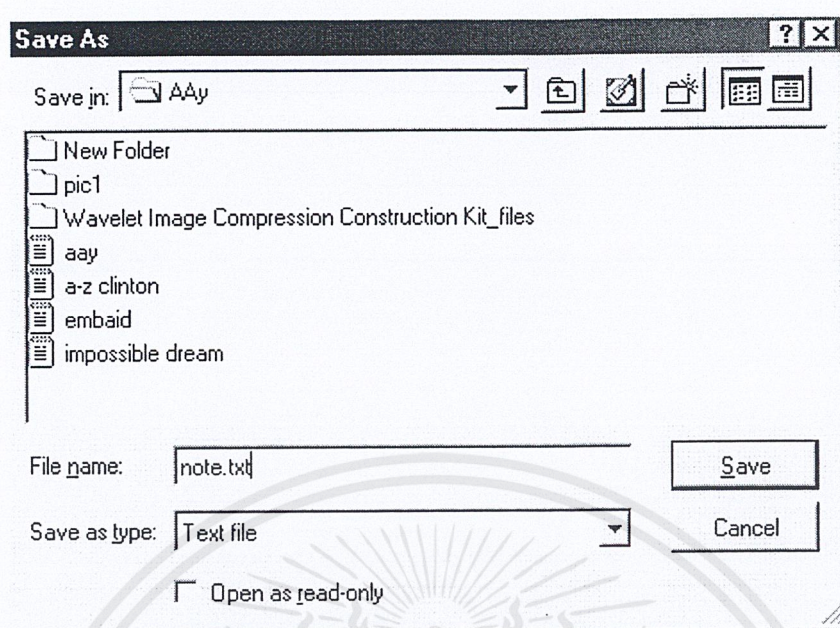 Save As
Save in: AAy
New Folder
pic1
Wavelet Image Compression Construction Kit_files
aay
a-z clinton
embaid
impossible dream
File name: note.txt Save
Save as type: Text file Cancel
Open as read-only